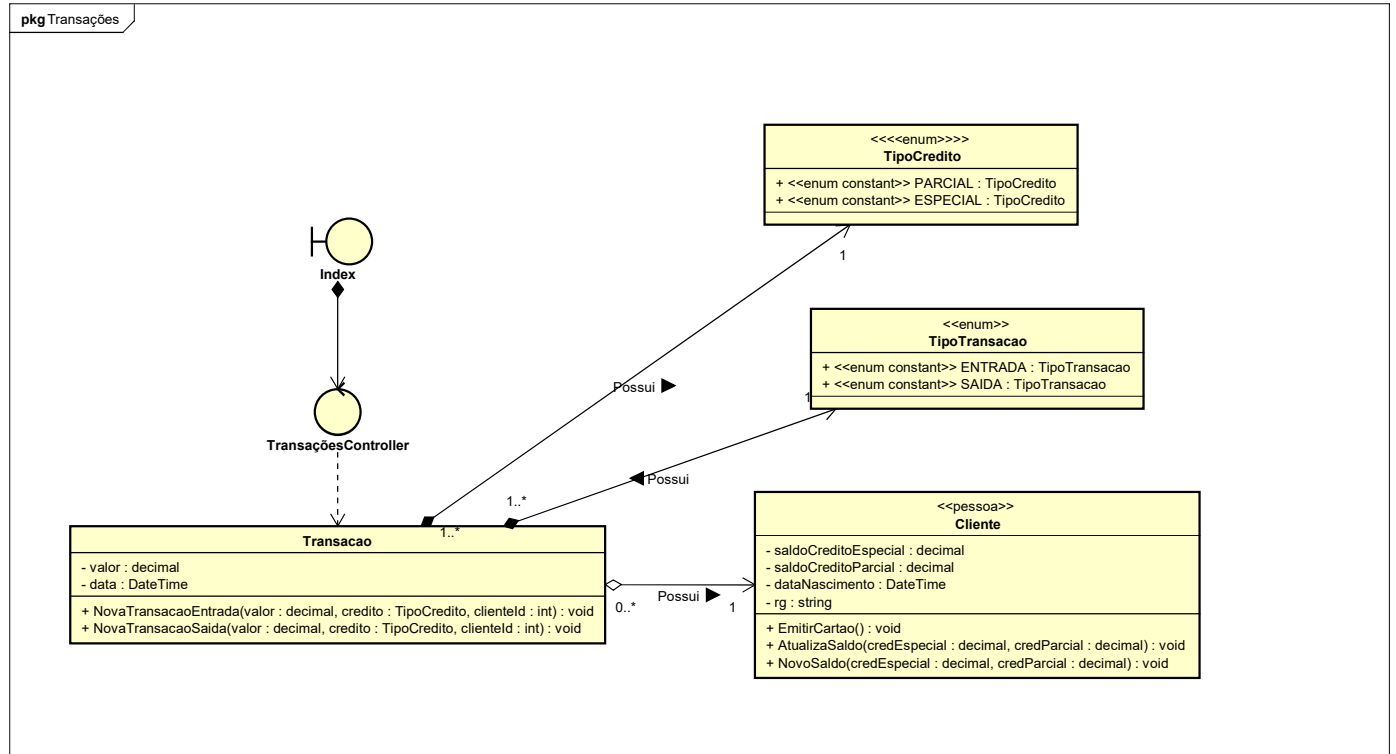 pkg Transações
<<<<enum>>>>
TipoCredito
+ <<enum constant>> PARCIAL : TipoCredito
+ <<enum constant>> ESPECIAL : TipoCredito
1
Index
<<enum>>
TipoTransacao
+ <<enum constant>> ENTRADA : TipoTransacao
+ <<enum constant>> SAIDA : TipoTransacao
Possui
1
TransaçõesController
Possui
1..*
1..*
Transacao
- valor : decimal
- data : DateTime
+ NovaTransacaoEntrada(valor : decimal, credito : TipoCredito, clienteId : int) : void
+ NovaTransacaoSaida(valor : decimal, credito : TipoCredito, clienteId : int) : void
0..*
Possui
1
<<pessoa>>
Cliente
- saldoCreditoEspecial : decimal
- saldoCreditoParcial : decimal
- dataNascimento : DateTime
- rg : string
+ EmitirCartao() : void
+ AtualizaSaldo(credEspecial : decimal, credParcial : decimal) : void
+ NovoSaldo(credEspecial : decimal, credParcial : decimal) : void